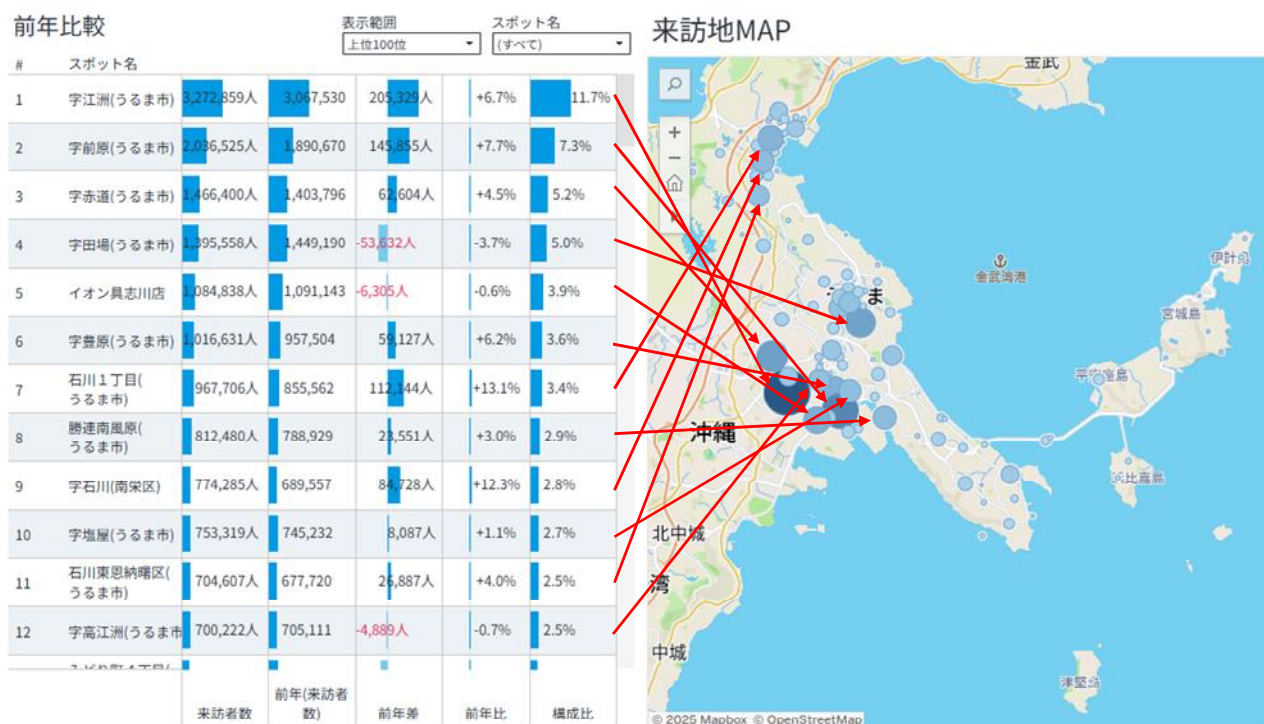 前年比較
表示範囲
スポット名
上位100位
(すべて)
# スポット名
1 字江洲(うるま市) 3,272,859人 3,067,530 205,329人 +6.7% 11.7%
2 字前原(うるま市) 2,036,525人 1,890,670 145,855人 +7.7% 7.3%
3 字赤道(うるま市) 1,466,400人 1,403,796 62,604人 +4.5% 5.2%
4 字田場(うるま市) 1,395,558人 1,449,190 -53,632人 -3.7% 5.0%
5 イオン具志川店 1,084,838人 1,091,143 -6,305人 -0.6% 3.9%
6 字豊原(うるま市) 1,016,631人 957,504 59,127人 +6.2% 3.6%
7 石川１丁目(
うるま市) 967,706人 855,562 112,144人 +13.1% 3.4%
8 勝連南風原(
うるま市) 812,480人 788,929 23,551人 +3.0% 2.9%
9 字石川(南栄区) 774,285人 689,557 84,728人 +12.3% 2.8%
10 字塩屋(うるま市) 753,319人 745,232 8,087人 +1.1% 2.7%
11 石川東恩納曙区(
うるま市) 704,607人 677,720 26,887人 +4.0% 2.5%
12 字高江洲(うるま市 700,222人 705,111 -4,889人 -0.7% 2.5%
来訪者数
前年(来訪者
数)
前年差
前年比
構成比
来訪地MAP
金武
伊計島
金武湾港
ま
宮城島
平安座島
沖縄
比嘉島
北中城
湾
中城
津堅島
© 2025 Mapbox © OpenStreetMap